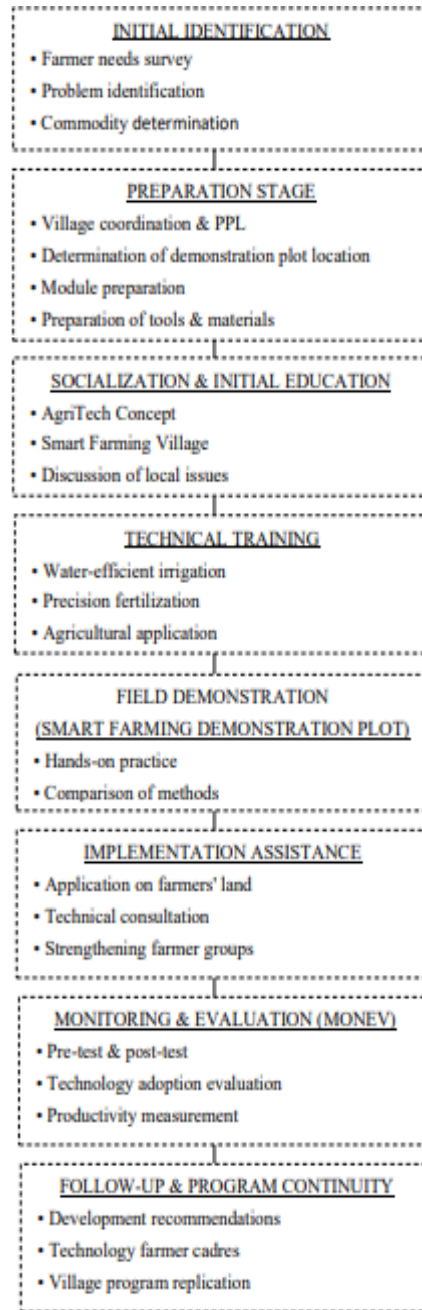 INITIAL IDENTIFICATION
• Farmer needs survey
• Problem identification
• Commodity determination
PREPARATION STAGE
• Village coordination & PPL
• Determination of demonstration plot location
• Module preparation
• Preparation of tools & materials
SOCIALIZATION & INITIAL EDUCATION
• AgriTech Concept
• Smart Farming Village
• Discussion of local issues
TECHNICAL TRAINING
• Water-efficient irrigation
• Precision fertilization
• Agricultural application
FIELD DEMONSTRATION
(SMART FARMING DEMONSTRATION PLOT)
• Hands-on practice
• Comparison of methods
IMPLEMENTATION ASSISTANCE
• Application on farmers' land
• Technical consultation
• Strengthening farmer groups
MONITORING & EVALUATION (MONEV)
• Pre-test & post-test
• Technology adoption evaluation
• Productivity measurement
FOLLOW-UP & PROGRAM CONTINUITY
• Development recommendations
• Technology farmer cadres
• Village program replication